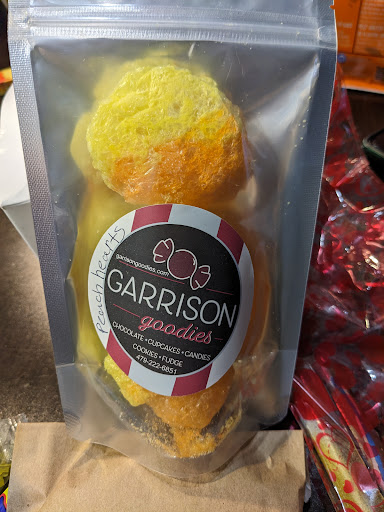 Peach hearts
garrisongoodies.com
GARRISON
goodies
CHOCOLATE • CUPCAKES • CANDIES
COOKIES • FUDGE
479-222-6851